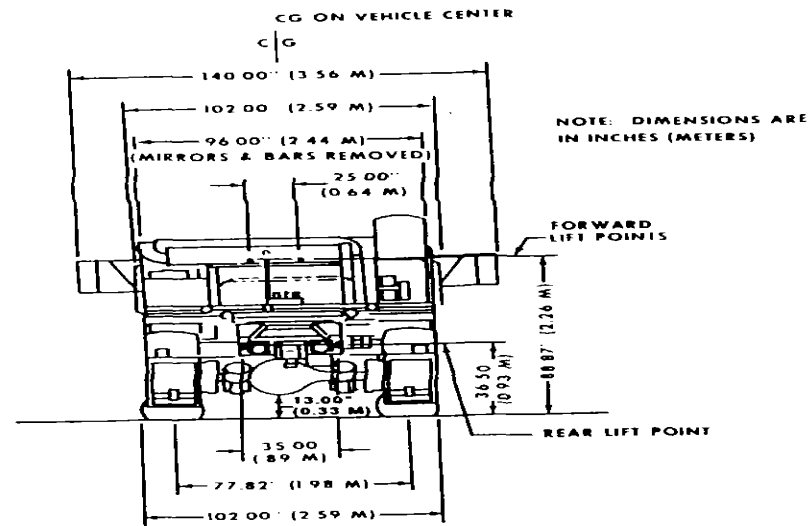 CG ON VEHICLE CENTER
C G
140.00" (3.56 M)
102.00 (2.59 M)
96.00" (2.44 M)
(MIRRORS & BARS REMOVED)
25.00"
(0.64 M)
NOTE: DIMENSIONS ARE
IN INCHES (METERS)
FORWARD
LIFT POINTS
88.87" (2.26 M)
36.50
(0.93 M)
13.00"
(0.33 M)
REAR LIFT POINT
35.00
(.89 M)
77.82" (1.98 M)
102.00" (2.59 M)